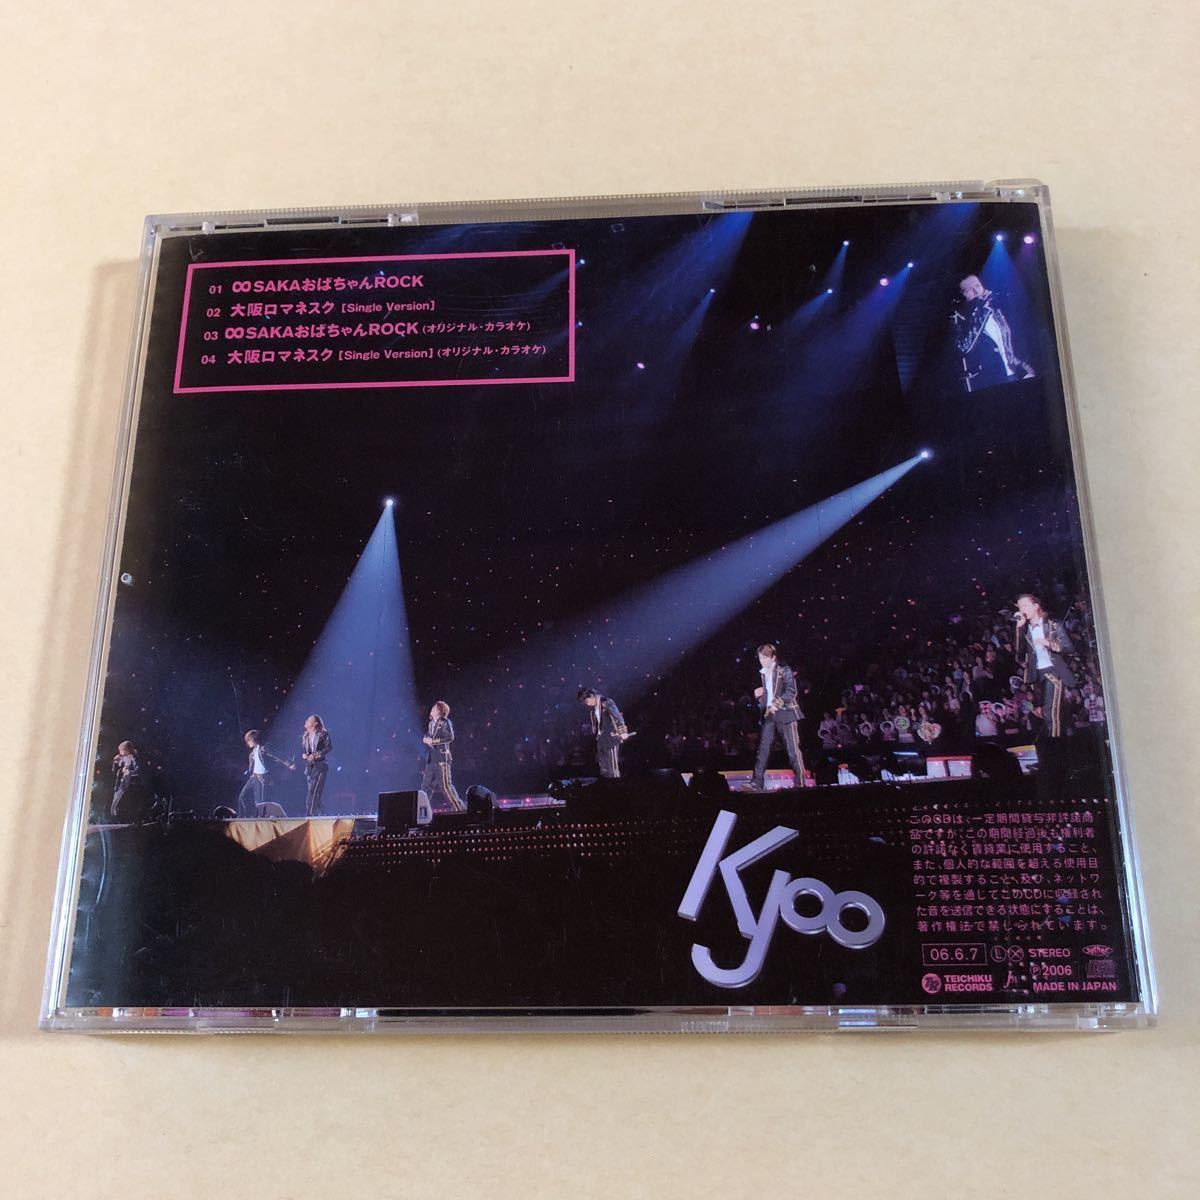 01 ∞SAKAおばちゃんROCK
02 大阪ロマネスク [Single Version]
03 ∞SAKAおばちゃんROCK (オリジナル・カラオケ)
04 大阪ロマネスク [Single Version] (オリジナル・カラオケ)
Kj∞
このCDは、一定期間貸与非許諾商
品ですが、この期間経過後も権利者
の許諾なく賃貸業に使用すること、
また、個人的な範囲を超える使用目
的で複製すること、及び、ネットワ
ーク等を通じてこのCDに収録され
た音を送信できる状態にすることは、
著作権法で禁じられています。
06.6.7 Ⓛ Ⓧ STEREO
TEICHIKU RECORDS ℗2006
MADE IN JAPAN